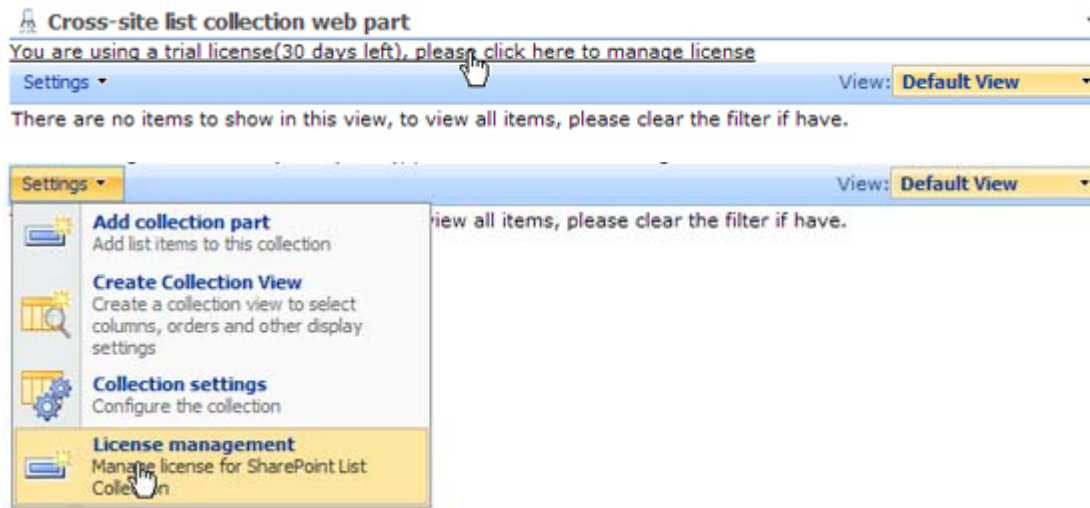 Cross-site list collection web part
You are using a trial license(30 days left), please click here to manage license
Settings View: Default View
There are no items to show in this view, to view all items, please clear the filter if have.
Settings View: Default View
Add collection part
view all items, please clear the filter if have.
Add list items to this collection
Create Collection View
Create a collection view to select
columns, orders and other display
settings
Collection settings
Configure the collection
License management
Manage license for SharePoint List
Collection